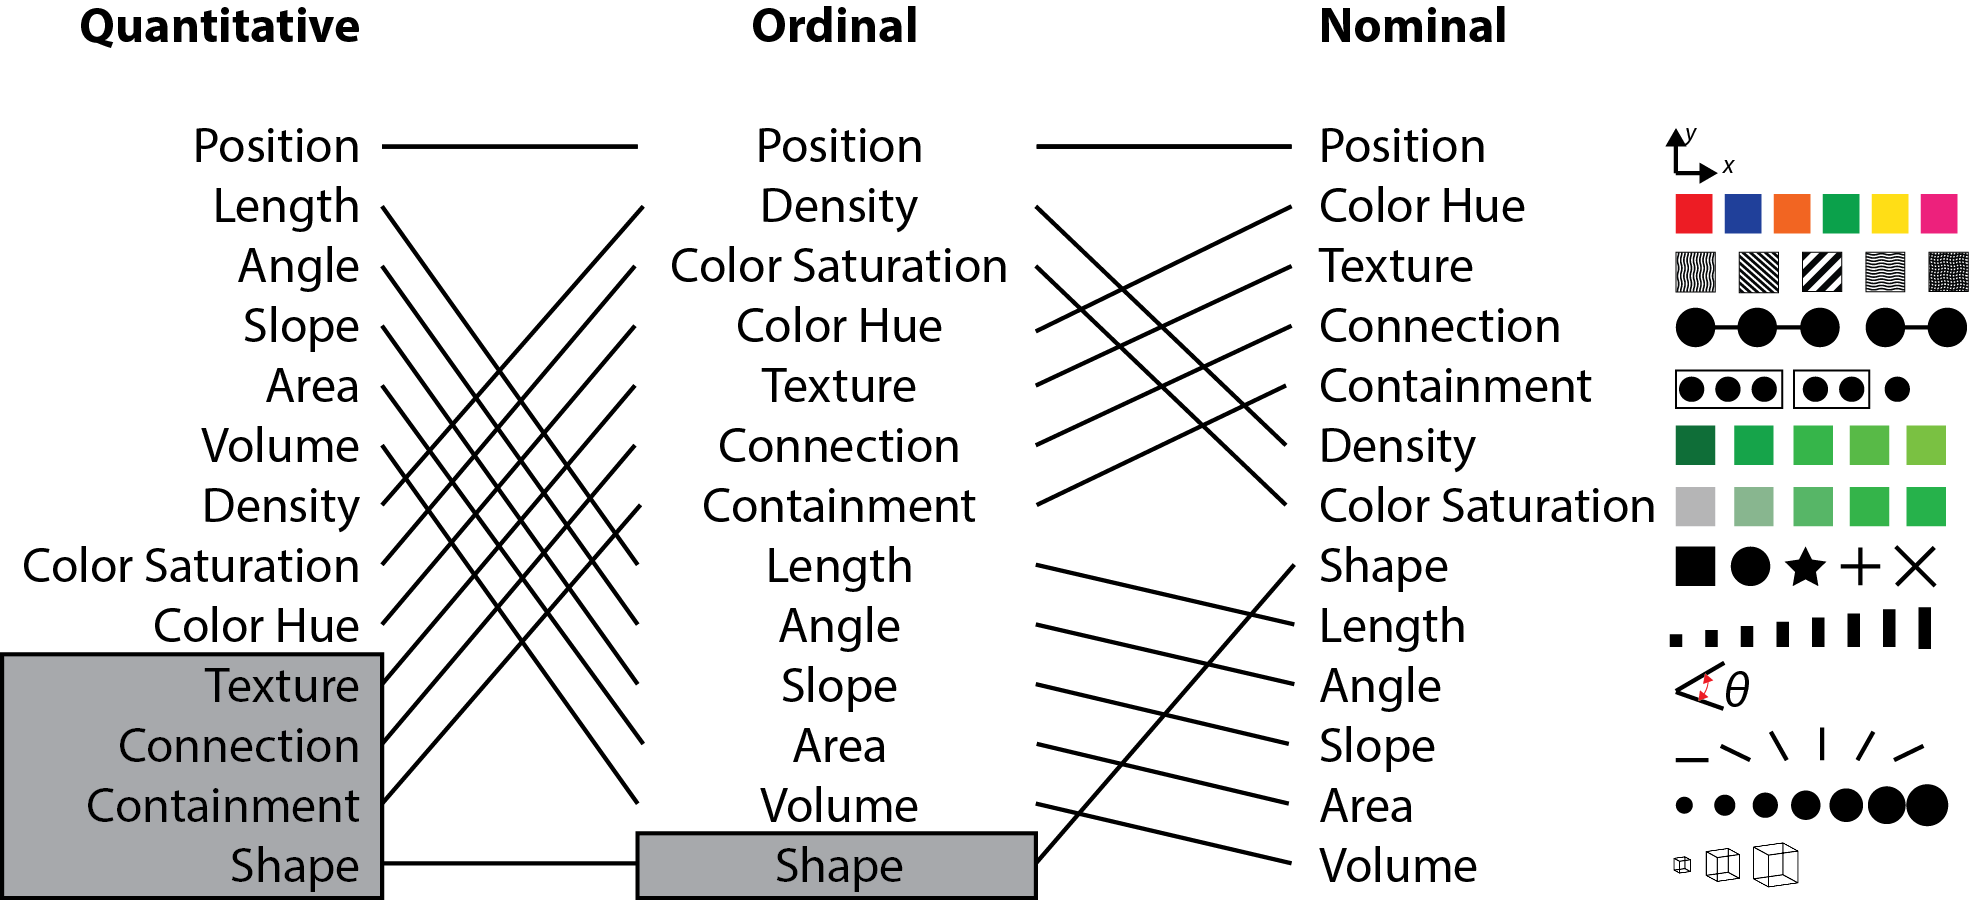 Quantitative Ordinal Nominal
Position Position Position y x
Length Density Color Hue
Angle Color Saturation Texture
Slope Color Hue Connection
Area Texture Containment
Volume Connection Density
Density Containment Color Saturation
Color Saturation Length Shape
Color Hue Angle Length
Texture Slope Angle θ
Connection Area Slope
Containment Volume Area
Shape Shape Volume